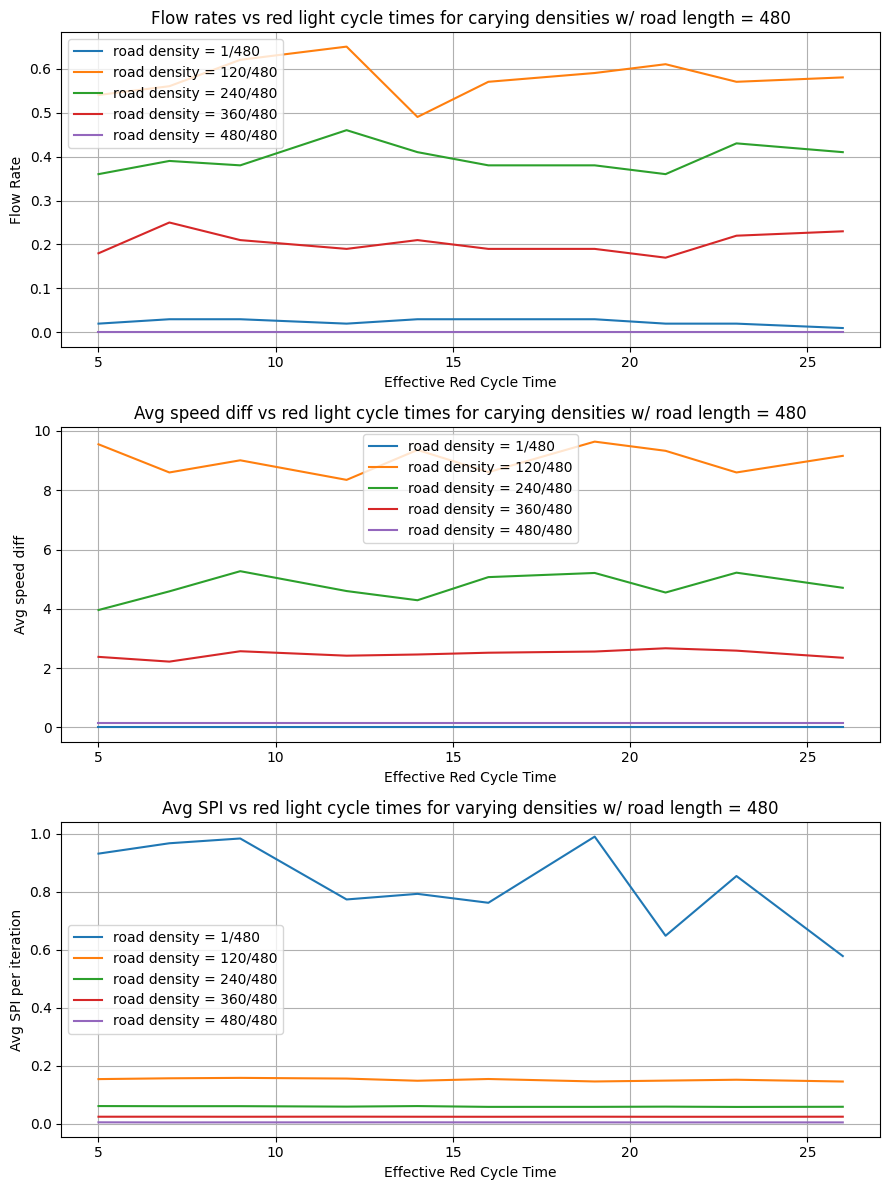 Flow rates vs red light cycle times for carying densities w/ road length = 480
road density = 1/480
road density = 120/480
road density = 240/480
road density = 360/480
road density = 480/480
0.6
0.5
0.4
0.3
0.2
0.1
0.0
Flow Rate
5 10 15 20 25
Effective Red Cycle Time
Avg speed diff vs red light cycle times for carying densities w/ road length = 480
road density = 1/480
road density = 120/480
road density = 240/480
road density = 360/480
road density = 480/480
10
8
6
4
2
0
Avg speed diff
5 10 15 20 25
Effective Red Cycle Time
Avg SPI vs red light cycle times for varying densities w/ road length = 480
road density = 1/480
road density = 120/480
road density = 240/480
road density = 360/480
road density = 480/480
1.0
0.8
0.6
0.4
0.2
0.0
Avg SPI per iteration
5 10 15 20 25
Effective Red Cycle Time